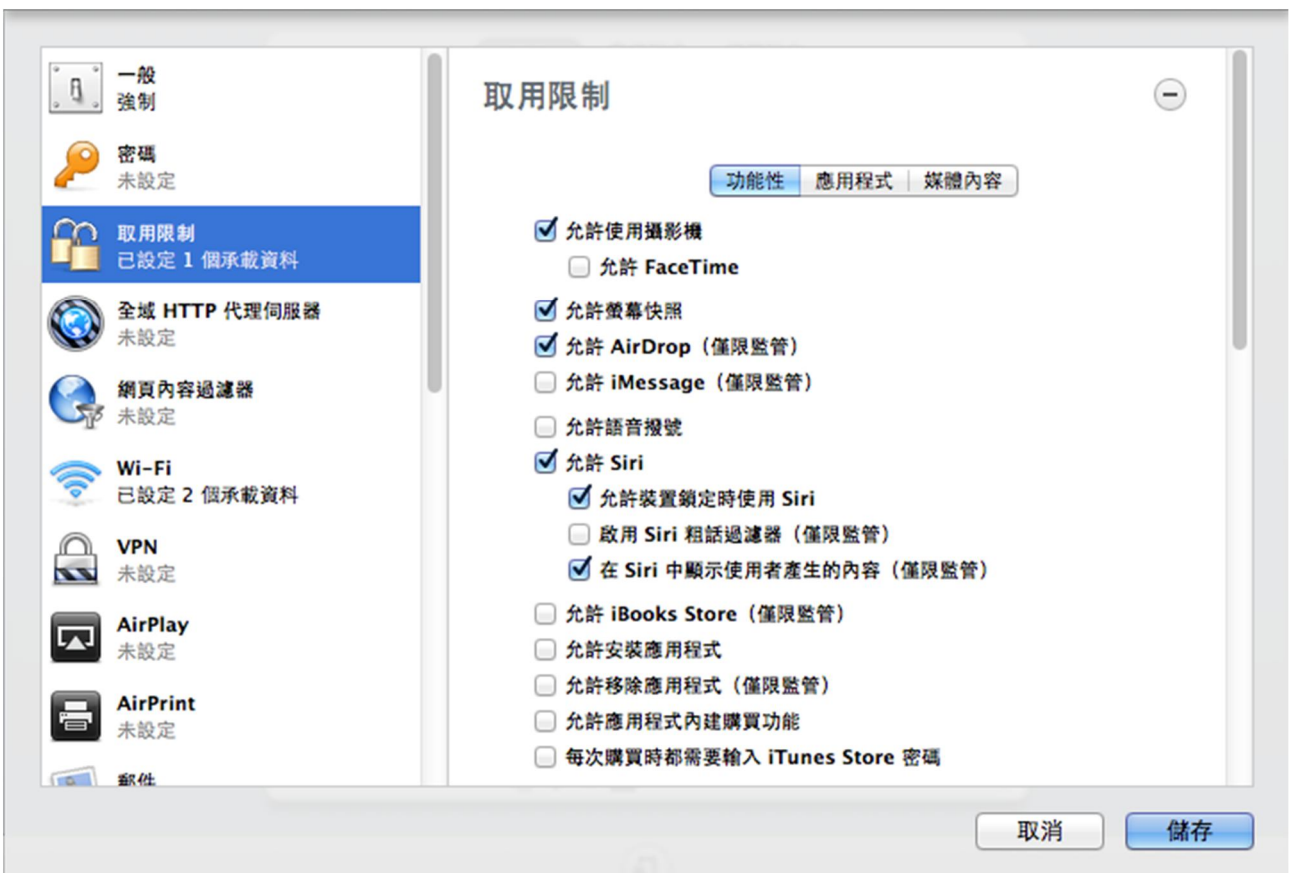 一般
強制
密碼
未設定
取用限制
已設定 1 個承載資料
全域 HTTP 代理伺服器
未設定
網頁內容過濾器
未設定
Wi-Fi
已設定 2 個承載資料
VPN
未設定
AirPlay
未設定
AirPrint
未設定
郵件
取用限制
功能性 應用程式 媒體內容
允許使用攝影機
允許 FaceTime
允許螢幕快照
允許 AirDrop（僅限監管）
允許 iMessage（僅限監管）
允許語音撥號
允許 Siri
允許裝置鎖定時使用 Siri
啟用 Siri 粗話過濾器（僅限監管）
在 Siri 中顯示使用者產生的內容（僅限監管）
允許 iBooks Store（僅限監管）
允許安裝應用程式
允許移除應用程式（僅限監管）
允許應用程式內建購買功能
每次購買時都需要輸入 iTunes Store 密碼
取消 儲存